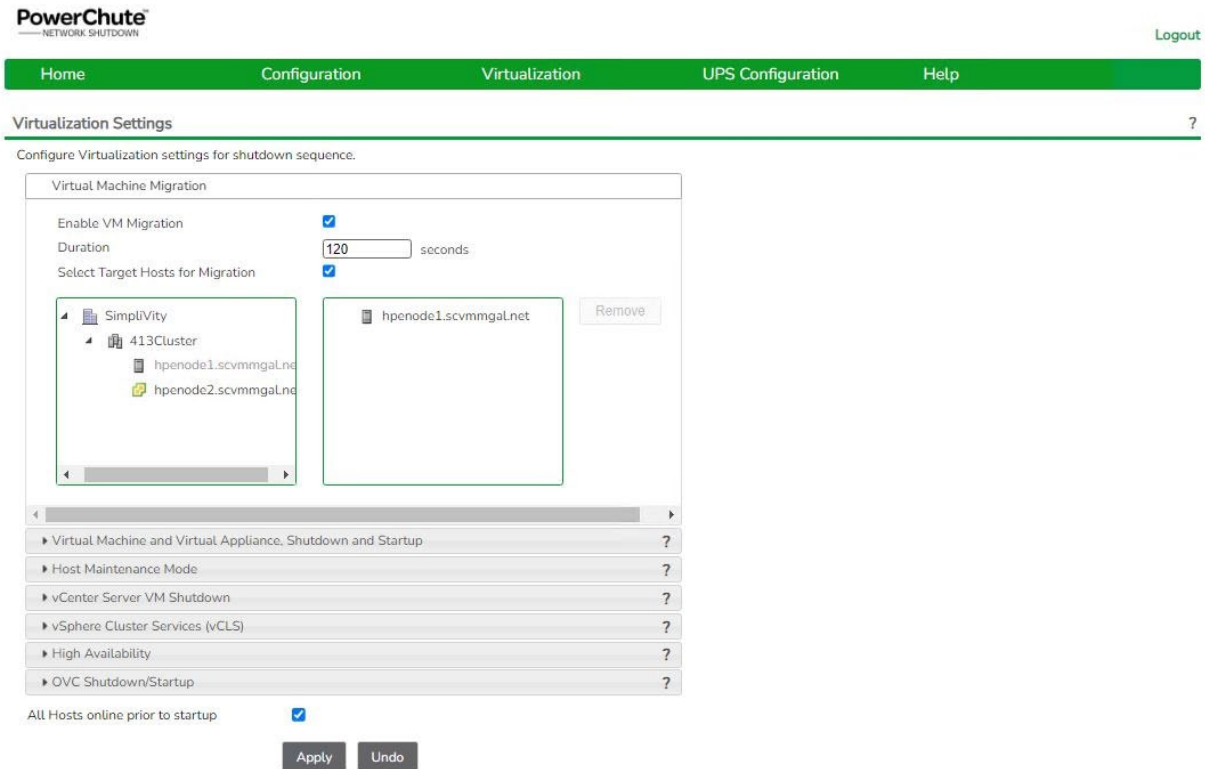 PowerChute™
NETWORK SHUTDOWN
Logout
Home Configuration Virtualization UPS Configuration Help
Virtualization Settings ?
Configure Virtualization settings for shutdown sequence.
Virtual Machine Migration
Enable VM Migration
Duration 120 seconds
Select Target Hosts for Migration
SimpliVity hpenode1.scvmmgal.net Remove
413Cluster
hpenode1.scvmmgal.ne
hpenode2.scvmmgal.ne
Virtual Machine and Virtual Appliance, Shutdown and Startup ?
Host Maintenance Mode ?
vCenter Server VM Shutdown ?
vSphere Cluster Services (vCLS) ?
High Availability ?
OVC Shutdown/Startup ?
All Hosts online prior to startup
Apply Undo